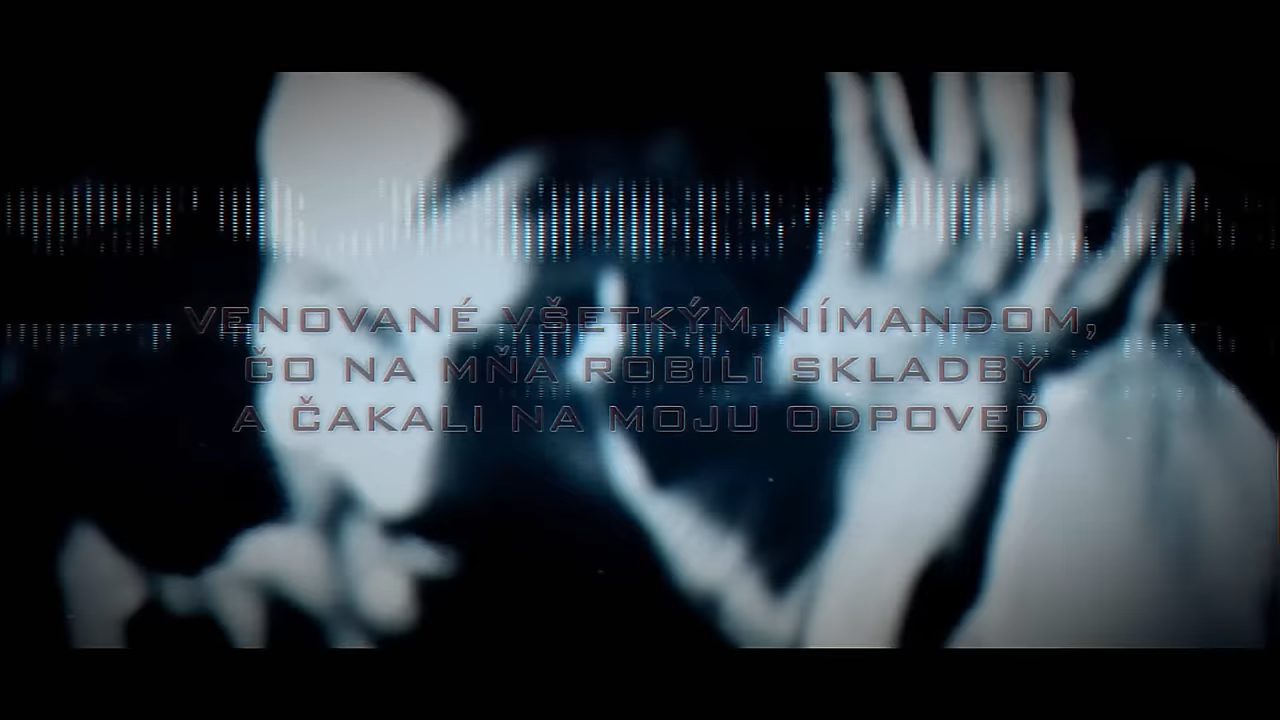 VENOVANÉ VŠETKÝM NÍMANDOM,
ČO NA MŇA ROBILI SKLADBY
A ČAKALI NA MOJU ODPOVEĎ